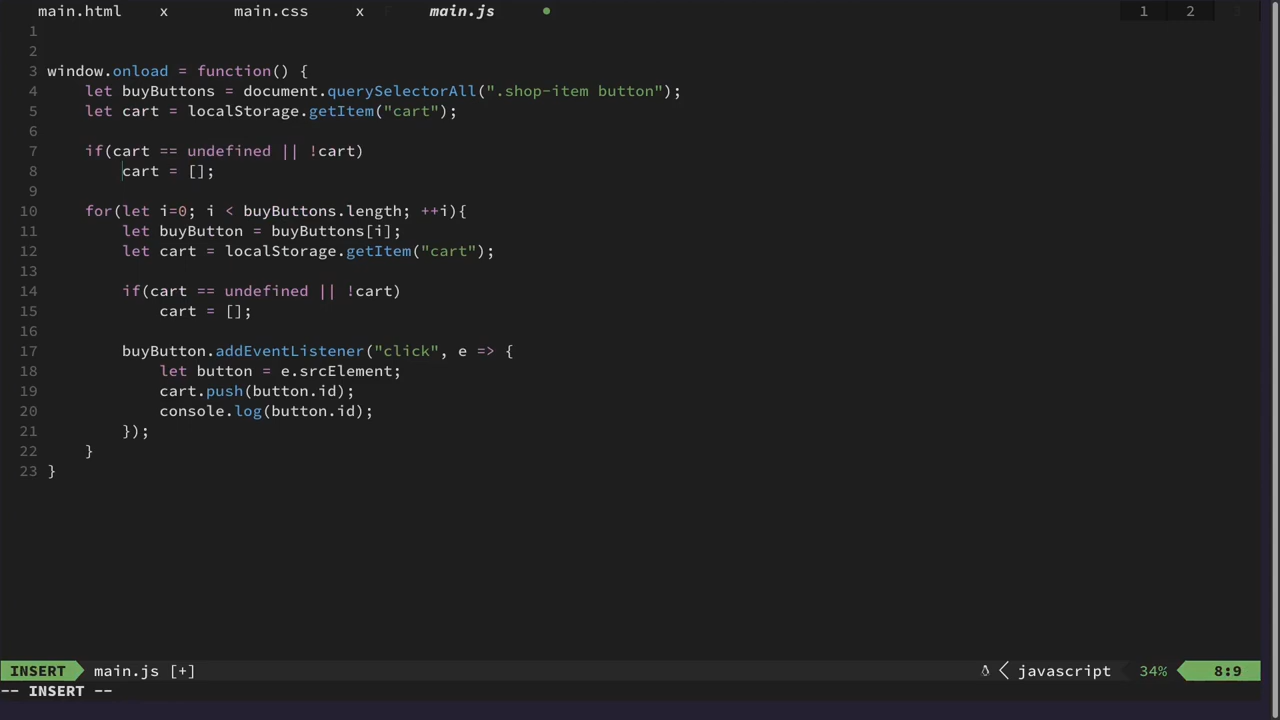 main.html x main.css x main.js 1 2 3
1
2
3 window.onload = function() {
4 let buyButtons = document.querySelectorAll(".shop-item button");
5 let cart = localStorage.getItem("cart");
6
7 if(cart == undefined || !cart)
8 cart = [];
9
10 for(let i=0; i < buyButtons.length; ++i){
11 let buyButton = buyButtons[i];
12 let cart = localStorage.getItem("cart");
13
14 if(cart == undefined || !cart)
15 cart = [];
16
17 buyButton.addEventListener("click", e => {
18 let button = e.srcElement;
19 cart.push(button.id);
20 console.log(button.id);
21 });
22 }
23 }
INSERT main.js [+] javascript 34% 8:9
-- INSERT --